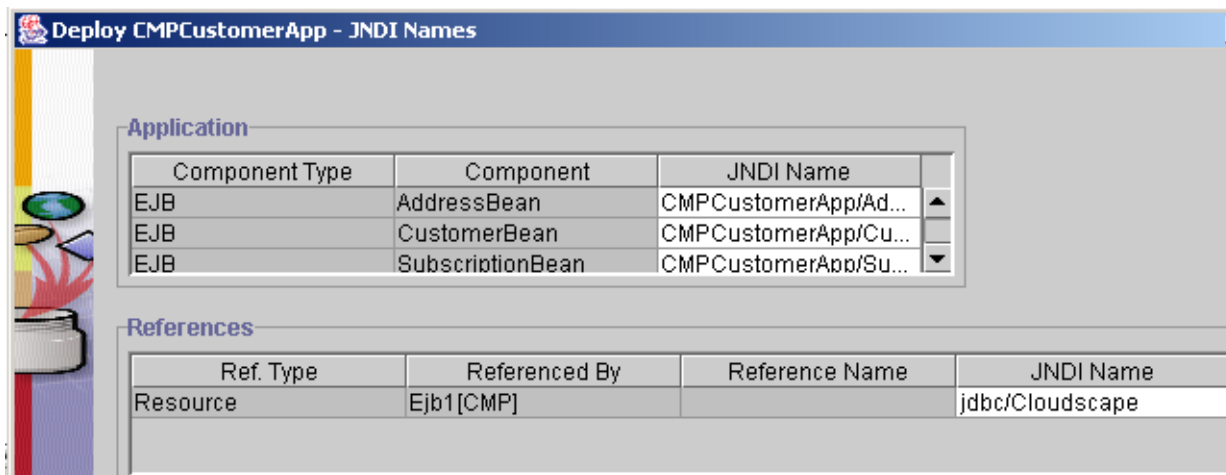 Deploy CMPCustomerApp - JNDI Names
Application
Component Type Component JNDI Name
EJB AddressBean CMPCustomerApp/Ad...
EJB CustomerBean CMPCustomerApp/Cu...
EJB SubscriptionBean CMPCustomerApp/Su...
References
Ref. Type Referenced By Reference Name JNDI Name
Resource Ejb1[CMP] jdbc/Cloudscape